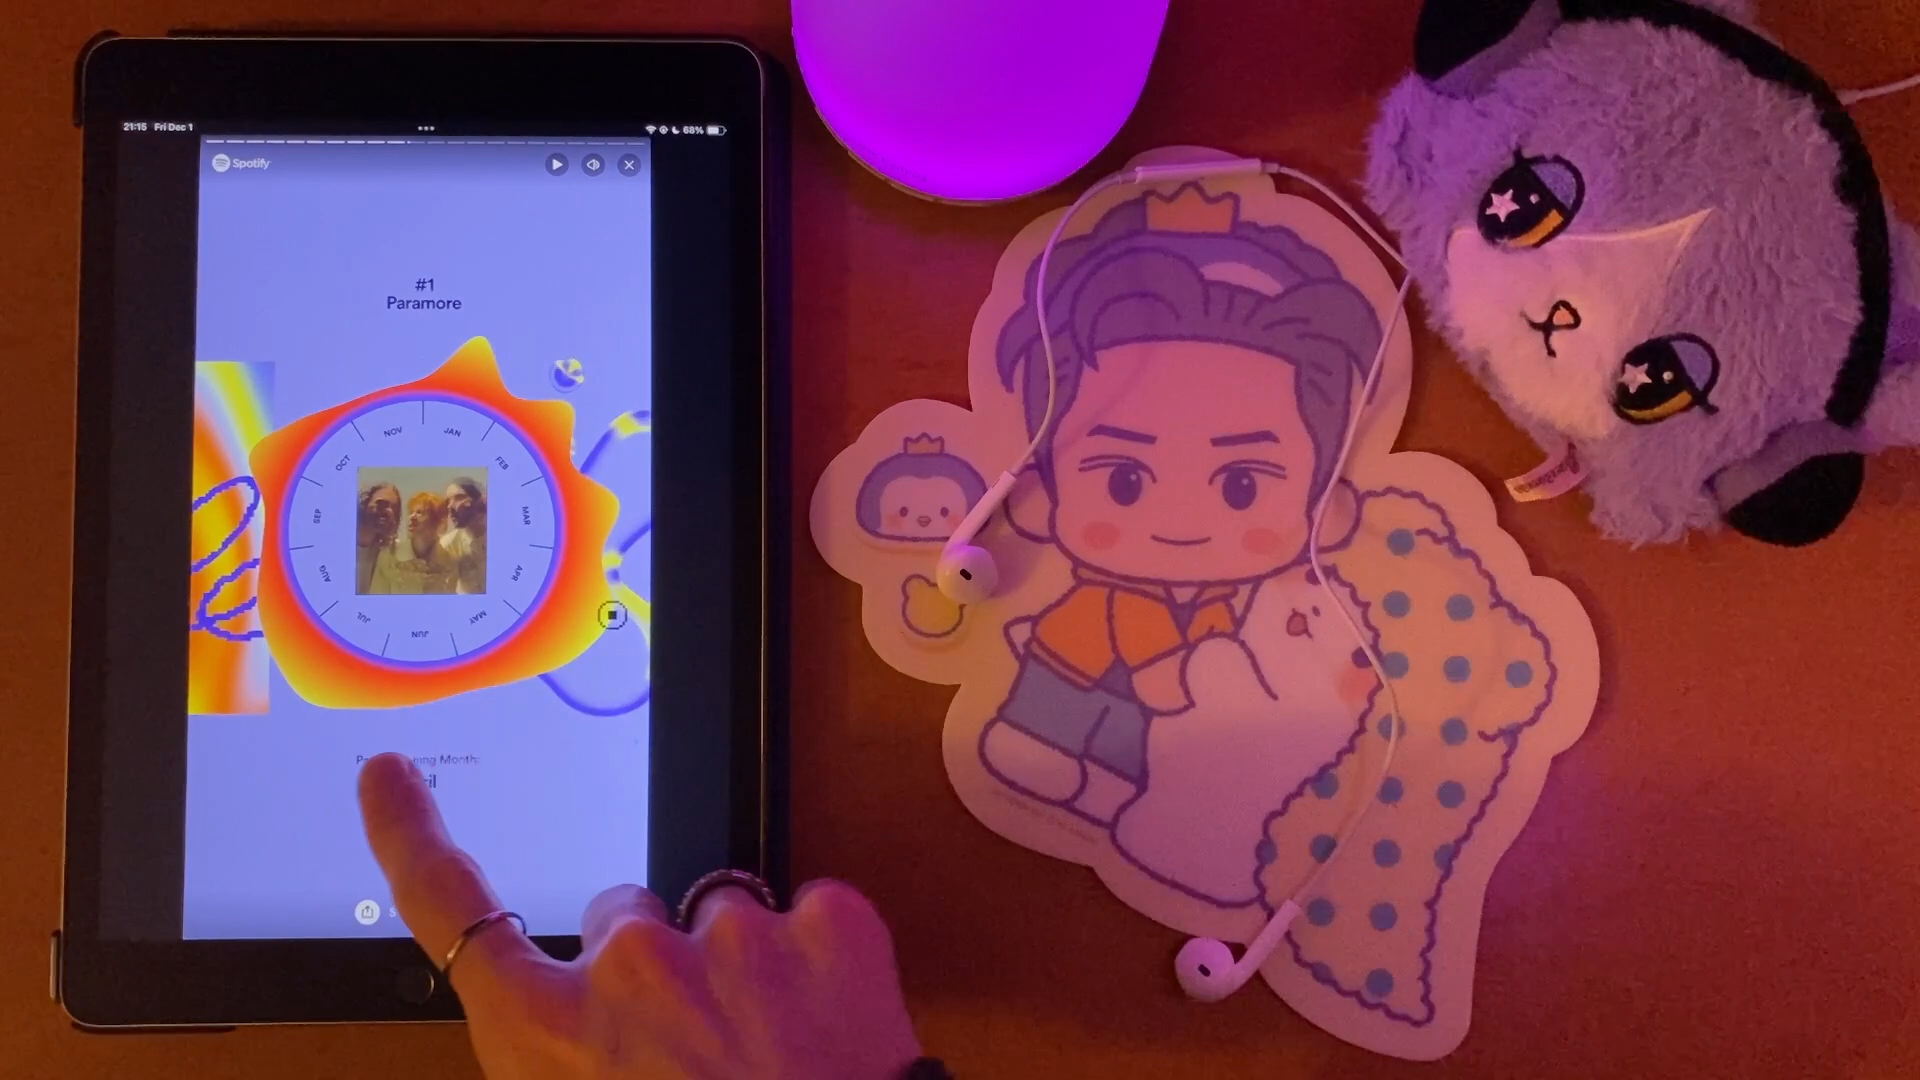 21:15 Fri Dec 1
68%
Spotify
#1
Paramore
NOV
JAN
OCT
FEB
SEP
MAR
AUG
APR
JUL
JUN
MAY
Month: